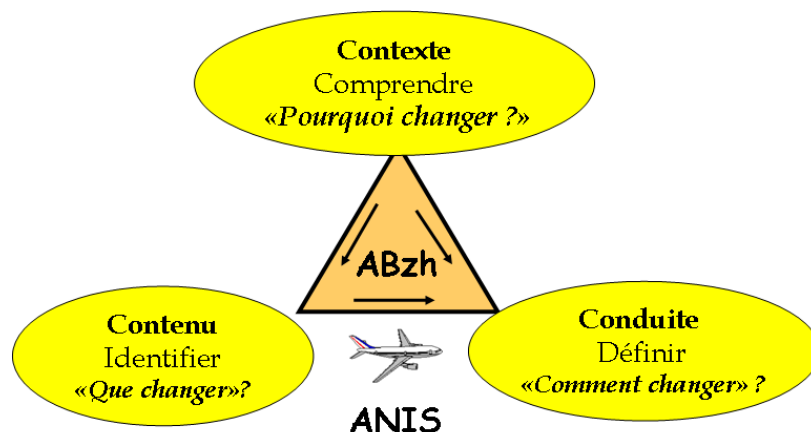 Contexte
Comprendre
«Pourquoi changer ?»
ABzh
Contenu
Identifier
«Que changer»?
Conduite
Définir
«Comment changer» ?
ANIS